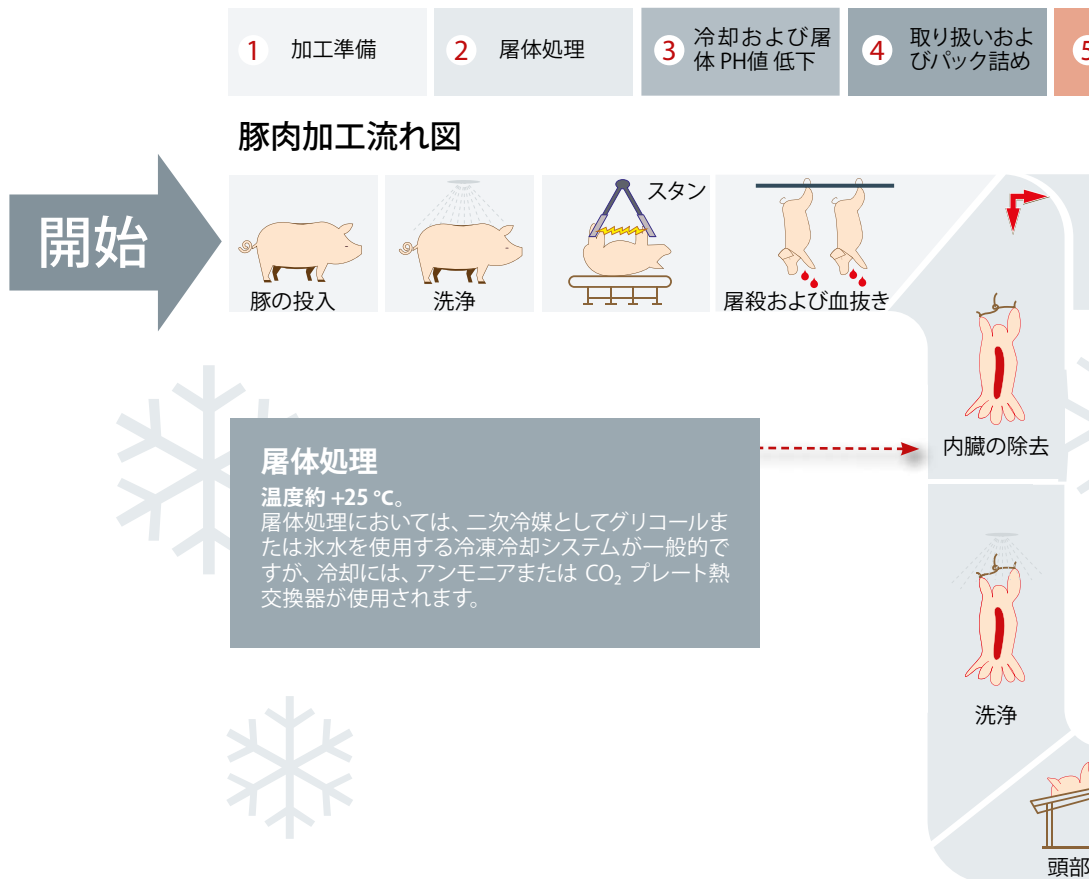 1 加工準備
2 屠体処理
3 冷却および屠
体 PH値 低下
4 取り扱いおよ
びパック詰め
5
豚肉加工流れ図
開始
豚の投入
洗浄
スタン
屠殺および血抜き
内臓の除去
屠体処理
温度約 +25 °C。
屠体処理においては、二次冷媒としてグリコールま
たは氷水を使用する冷凍冷却システムが一般的で
すが、冷却には、アンモニアまたは CO₂ プレート熱
交換器が使用されます。
洗浄
頭部